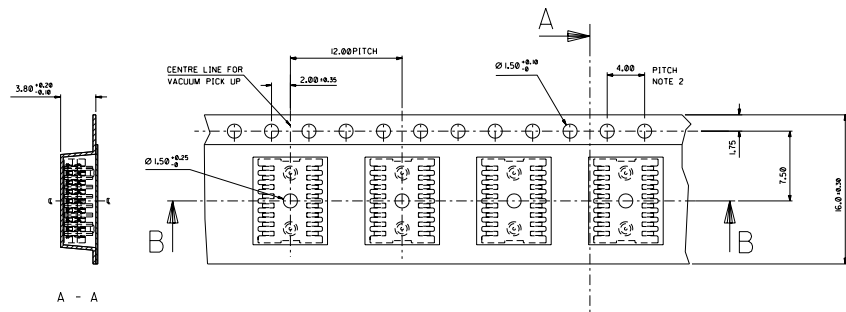 A
12.00 PITCH
CENTRE LINE FOR
VACUUM PICK UP
2.00 ±0.35
Ø 1.50 +0.10 -0
4.00
PITCH
NOTE 2
3.80 +0.20 -0.10
1.75
Ø 1.50 +0.25 -0
7.50
16.0 ±0.30
B
B
A - A